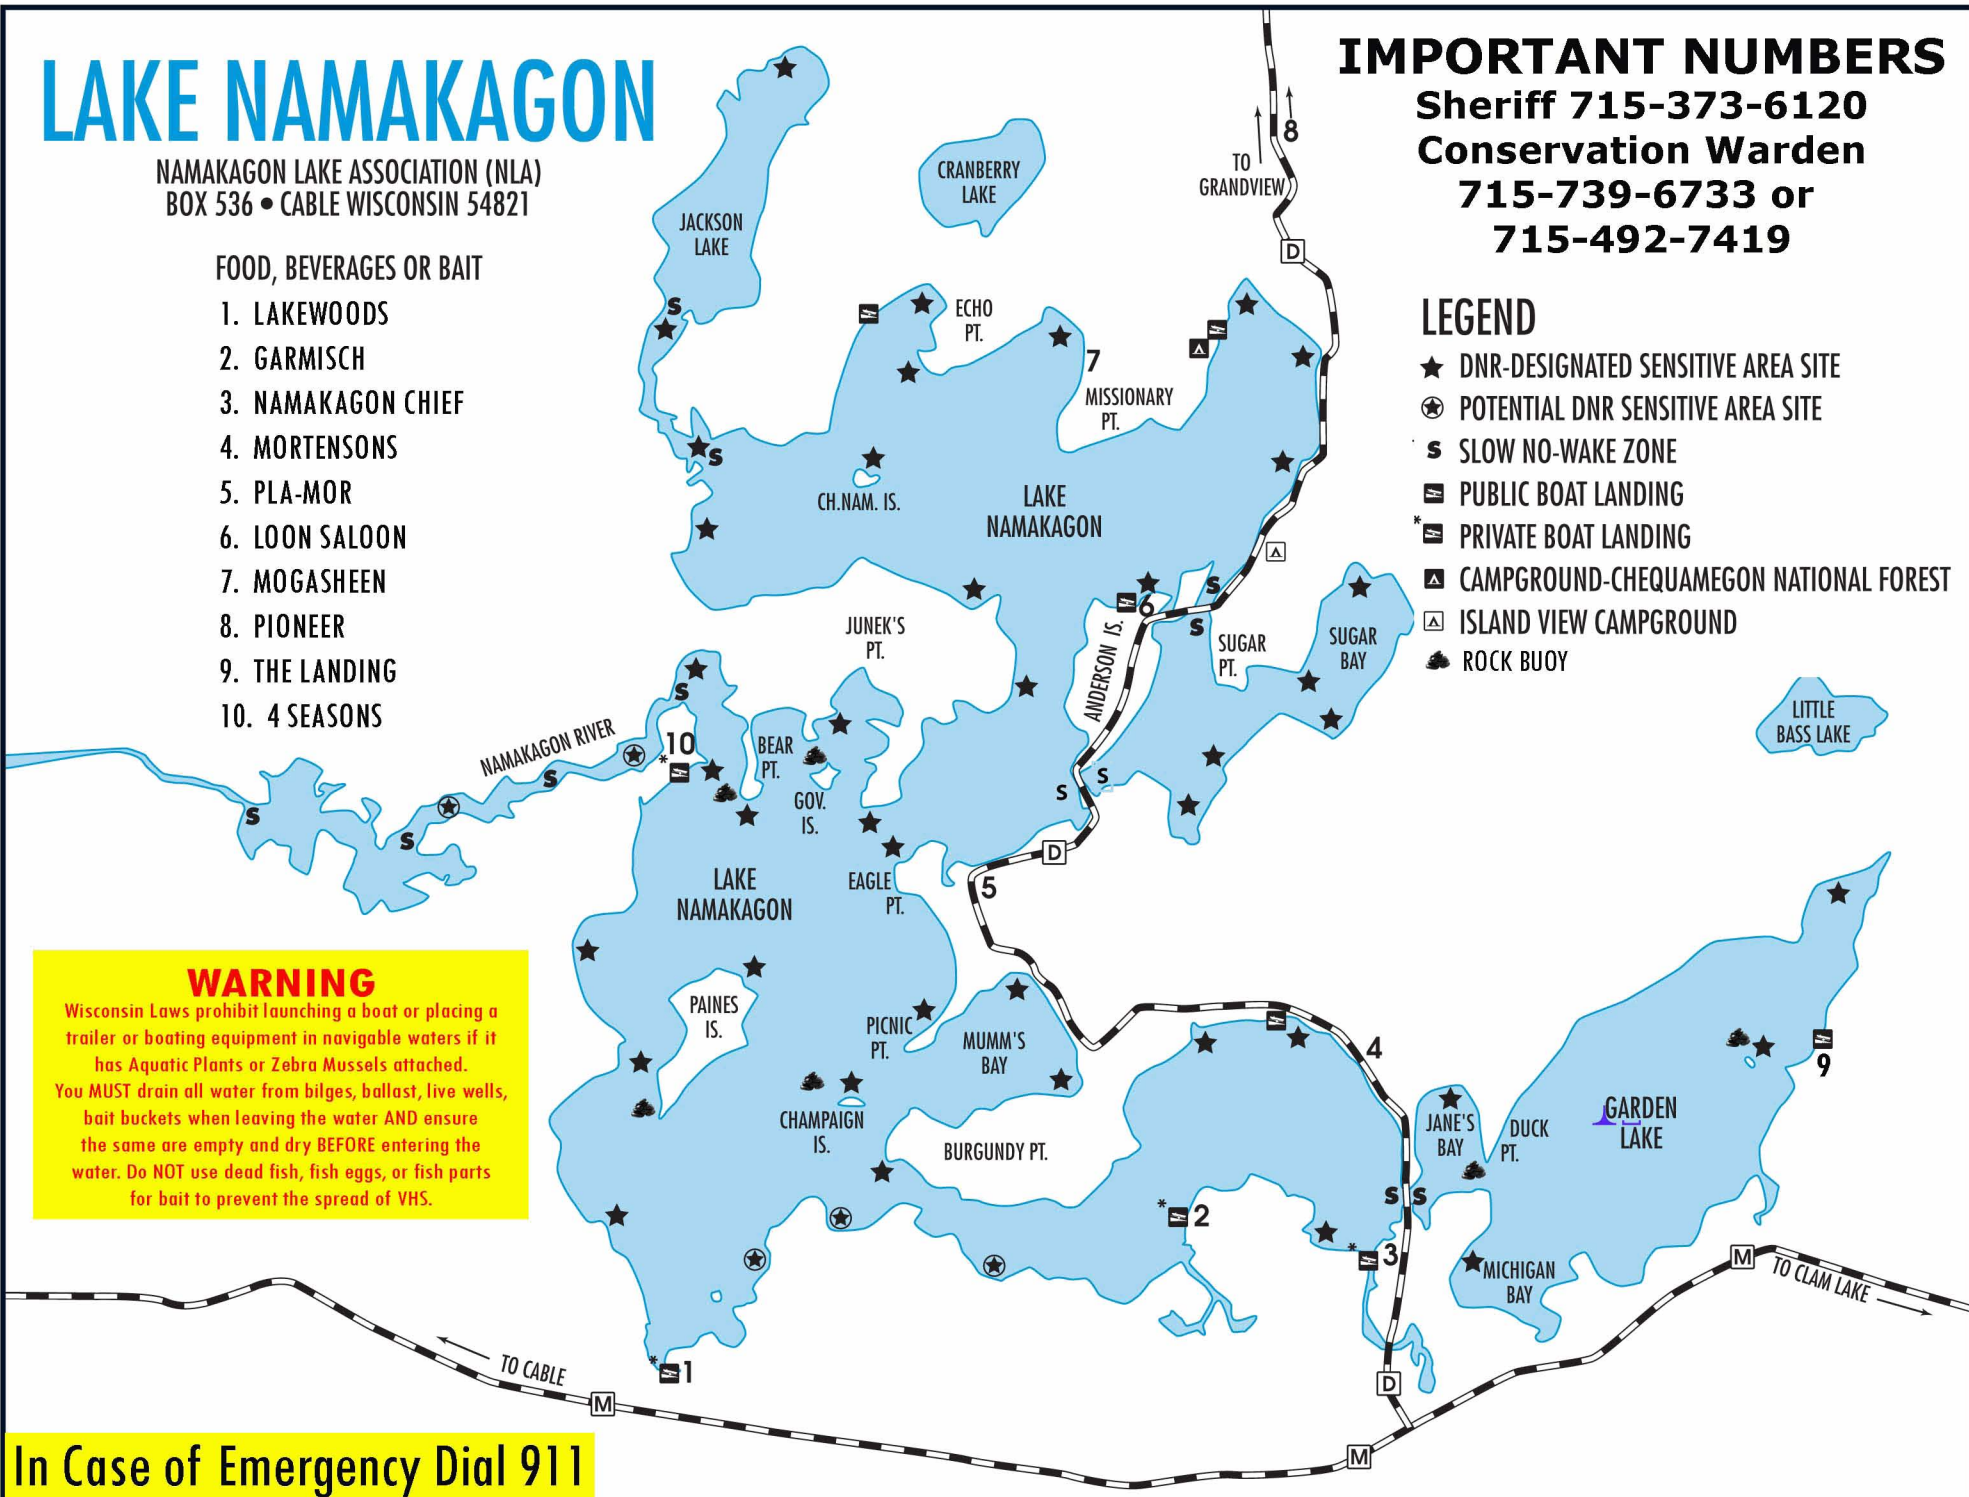 LAKE NAMAKAGON
NAMAKAGON LAKE ASSOCIATION (NLA)
BOX 536 • CABLE WISCONSIN 54821
FOOD, BEVERAGES OR BAIT
1. LAKEWOODS
2. GARMISCH
3. NAMAKAGON CHIEF
4. MORTENSONS
5. PLA-MOR
6. LOON SALOON
7. MOGASHEEN
8. PIONEER
9. THE LANDING
10. 4 SEASONS
IMPORTANT NUMBERS
Sheriff 715-373-6120
Conservation Warden
715-739-6733 or
715-492-7419
LEGEND
DNR-DESIGNATED SENSITIVE AREA SITE
POTENTIAL DNR SENSITIVE AREA SITE
S SLOW NO-WAKE ZONE
PUBLIC BOAT LANDING
* PRIVATE BOAT LANDING
CAMPGROUND-CHEQUAMEGON NATIONAL FOREST
ISLAND VIEW CAMPGROUND
ROCK BUOY
JACKSON
LAKE
CRANBERRY
LAKE
8
TO
GRANDVIEW
D
S
ECHO
PT.
7
MISSIONARY
PT.
S
CH.NAM. IS.
LAKE
NAMAKAGON
S
6
S
ANDERSON IS.
SUGAR
PT.
SUGAR
BAY
JUNEK'S
PT.
S
LITTLE
BASS LAKE
NAMAKAGON RIVER
10
*
BEAR
PT.
GOV.
IS.
S
S
S
S
S
D
5
LAKE
NAMAKAGON
EAGLE
PT.
PAINES
IS.
PICNIC
PT.
MUMM'S
BAY
4
9
CHAMPAIGN
IS.
BURGUNDY PT.
JANE'S
BAY
DUCK
PT.
GARDEN
LAKE
S S
* 2
* 3
MICHIGAN
BAY
M
TO CLAM LAKE
* 1
TO CABLE
M
D
M
WARNING
Wisconsin Laws prohibit launching a boat or placing a
trailer or boating equipment in navigable waters if it
has Aquatic Plants or Zebra Mussels attached.
You MUST drain all water from bilges, ballast, live wells,
bait buckets when leaving the water AND ensure
the same are empty and dry BEFORE entering the
water. Do NOT use dead fish, fish eggs, or fish parts
for bait to prevent the spread of VHS.
In Case of Emergency Dial 911